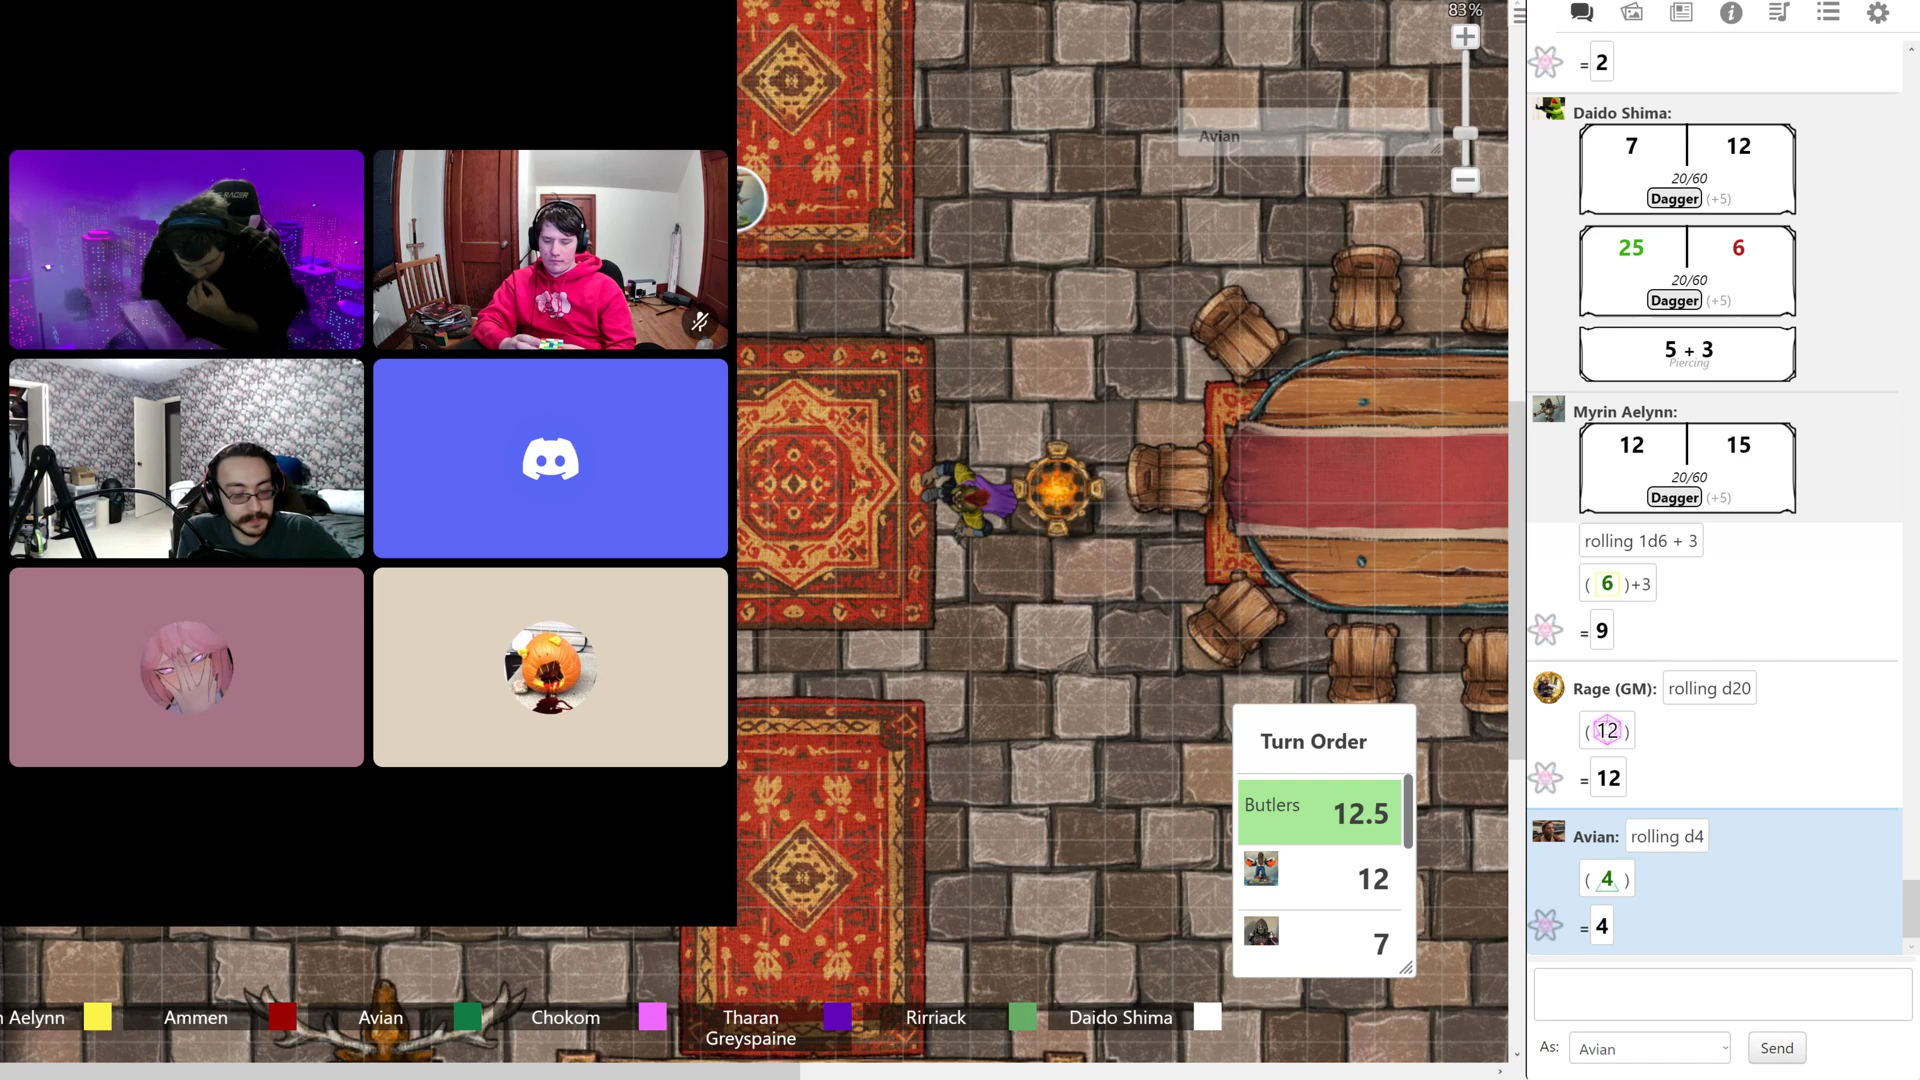 83%
Avian
RACER
= 2
Daido Shima:
7 12
20/60
Dagger (+5)
25 6
20/60
Dagger (+5)
5 + 3
Piercing
Myrin Aelynn:
12 15
20/60
Dagger (+5)
rolling 1d6 + 3
( 6 )+3
= 9
Rage (GM): rolling d20
( 12 )
= 12
Avian: rolling d4
( 4 )
= 4
Turn Order
Butlers 12.5
12
7
n Aelynn
Ammen
Avian
Chokom
Tharan
Greyspaine
Rirriack
Daido Shima
As: Avian Send